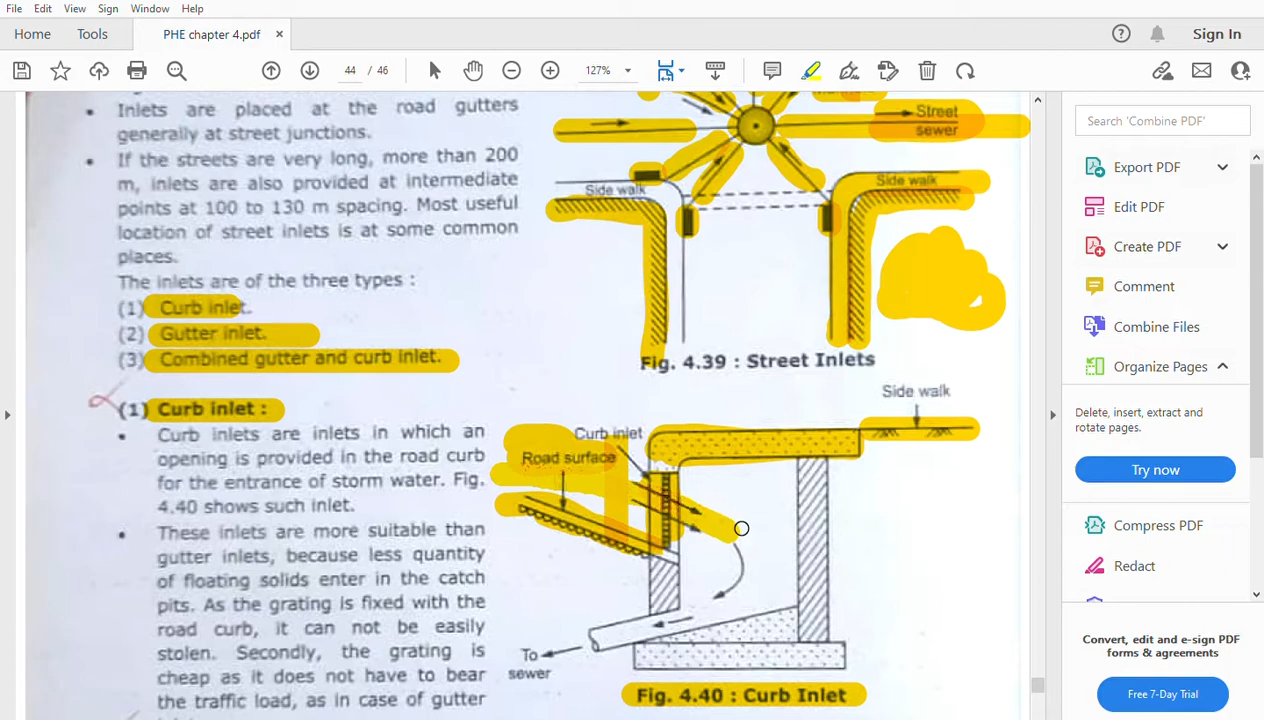 File Edit View Sign Window Help
Home Tools PHE chapter 4.pdf × Sign In
44 / 46 127%
Inlets are placed at the road gutters
generally at street junctions.
If the streets are very long, more than 200
m, inlets are also provided at intermediate
points at 100 to 130 m spacing. Most useful
location of street inlets is at some common
places.
The inlets are of the three types :
(1) Curb inlet.
(2) Gutter inlet.
(3) Combined gutter and curb inlet.
Street
sewer
Side walk
Side walk
Fig. 4.39 : Street Inlets
(1) Curb inlet :
Curb inlets are inlets in which an
opening is provided in the road curb
for the entrance of storm water. Fig.
4.40 shows such inlet.
These inlets are more suitable than
gutter inlets, because less quantity
of floating solids enter in the catch
pits. As the grating is fixed with the
road curb, it can not be easily
stolen. Secondly, the grating is
cheap as it does not have to bear
the traffic load, as in case of gutter
Side walk
Curb inlet
Road surface
To
sewer
Fig. 4.40 : Curb Inlet
Search 'Combine PDF'
Export PDF
Edit PDF
Create PDF
Comment
Combine Files
Organize Pages
Delete, insert, extract and
rotate pages.
Try now
Compress PDF
Redact
Convert, edit and e-sign PDF
forms & agreements
Free 7-Day Trial